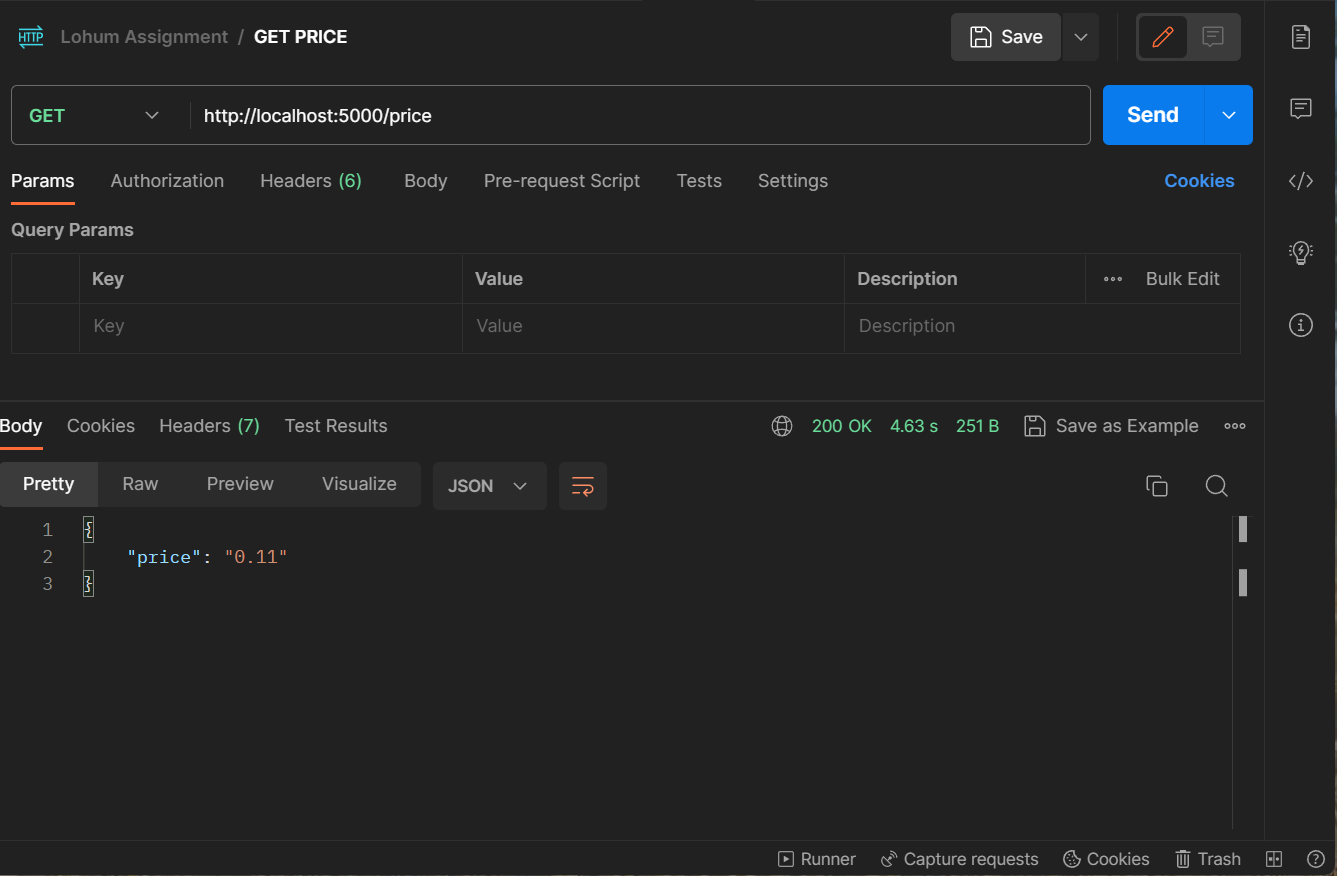 HTTP Lohum Assignment / GET PRICE Save
GET http://localhost:5000/price Send
Params Authorization Headers (6) Body Pre-request Script Tests Settings Cookies
Query Params
Key Value Description Bulk Edit
Key Value Description
Body Cookies Headers (7) Test Results 200 OK 4.63 s 251 B Save as Example
Pretty Raw Preview Visualize JSON
1 {
2 "price": "0.11"
3 }
Runner Capture requests Cookies Trash